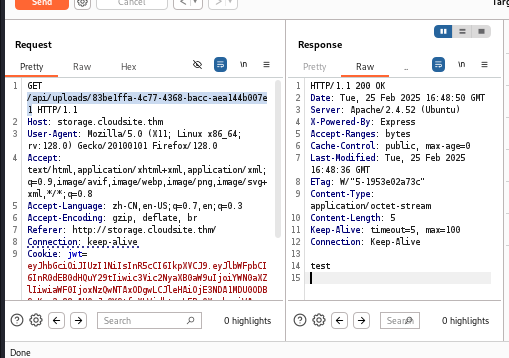 Send
Cancel
Targ
Request
Response
Pretty
Raw
Hex
\n
Pretty
Raw
\n
1 GET
/api/uploads/83be1ffa-4c77-4368-bacc-aea144b007e
1 HTTP/1.1
2 Host: storage.cloudsite.thm
3 User-Agent: Mozilla/5.0 (X11; Linux x86_64;
rv:128.0) Gecko/20100101 Firefox/128.0
4 Accept:
text/html,application/xhtml+xml,application/xml;
q=0.9,image/avif,image/webp,image/png,image/svg+
xml,*/*;q=0.8
5 Accept-Language: zh-CN,en-US;q=0.7,en;q=0.3
6 Accept-Encoding: gzip, deflate, br
7 Referer: http://storage.cloudsite.thm/
8 Connection: keep-alive
9 Cookie: jwt=
1 HTTP/1.1 200 OK
2 Date: Tue, 25 Feb 2025 16:48:50 GMT
3 Server: Apache/2.4.52 (Ubuntu)
4 X-Powered-By: Express
5 Accept-Ranges: bytes
6 Cache-Control: public, max-age=0
7 Last-Modified: Tue, 25 Feb 2025
16:48:36 GMT
8 ETag: W/"5-1953e02a73c"
9 Content-Type:
application/octet-stream
10 Content-Length: 5
11 Keep-Alive: timeout=5, max=100
12 Connection: Keep-Alive
13
14 test
15
Search
0 highlights
Search
0 highlights
Done